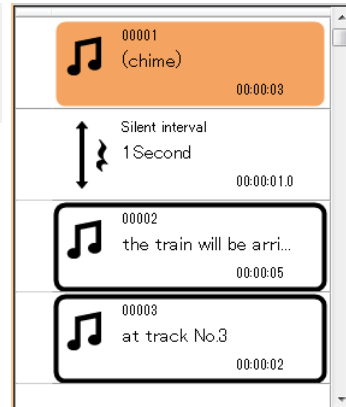 00001
(chime)
00:00:03
Silent interval
1Second
00:00:01.0
00002
the train will be arri...
00:00:05
00003
at track No.3
00:00:02